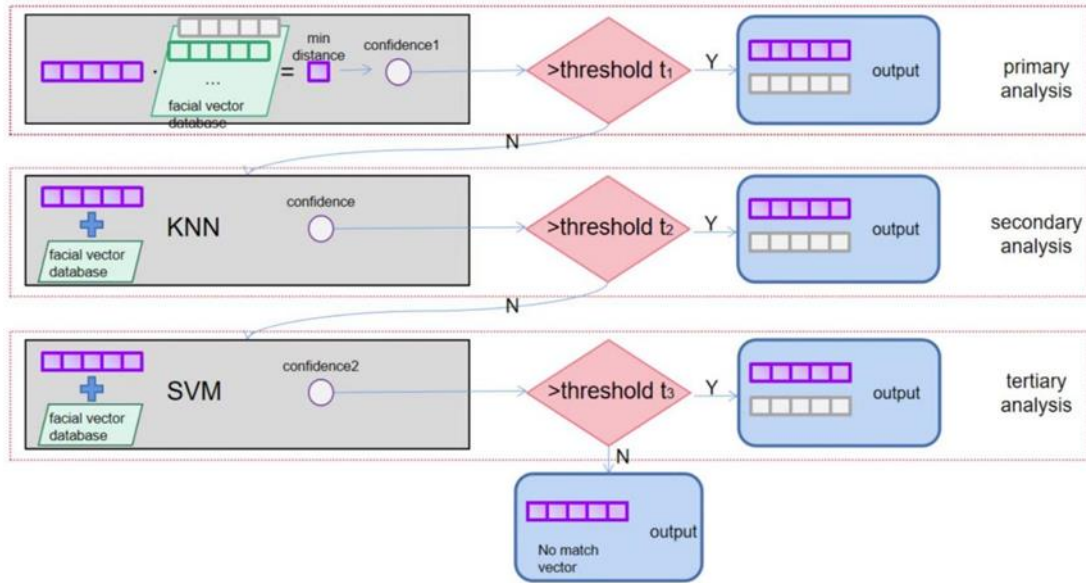 min
distance
confidence1
·
=
...
facial vector
database
>threshold t1
Y
output
primary
analysis
N
KNN
confidence
facial vector
database
>threshold t2
Y
output
secondary
analysis
N
SVM
confidence2
facial vector
database
>threshold t3
Y
output
tertiary
analysis
N
output
No match
vector